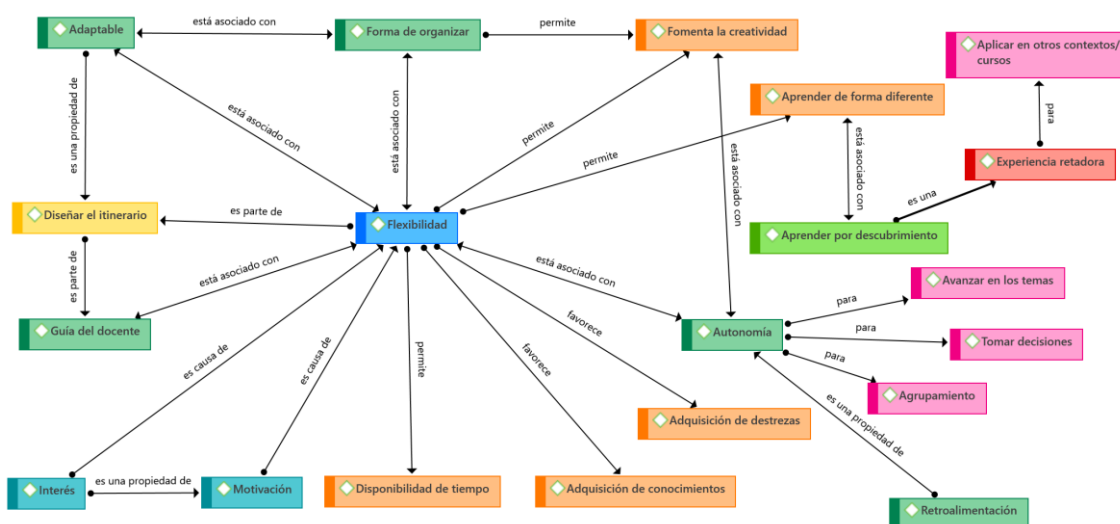 Adaptable
está asociado con
Forma de organizar
permite
Fomenta la creatividad
Aplicar en otros contextos/
cursos
es una propiedad de
está asociado con
está asociado con
permite
permite
está asociado con
Aprender de forma diferente
está asociado con
para
Experiencia retadora
es una
Diseñar el itinerario
es parte de
Flexibilidad
Aprender por descubrimiento
es parte de
está asociado con
está asociado con
Avanzar en los temas
para
Guía del docente
Autonomía
para
Tomar decisiones
para
Agrupamiento
es causa de
es causa de
permite
favorece
favorece
Adquisición de destrezas
es una propiedad de
Interés
es una propiedad de
Motivación
Disponibilidad de tiempo
Adquisición de conocimientos
Retroalimentación